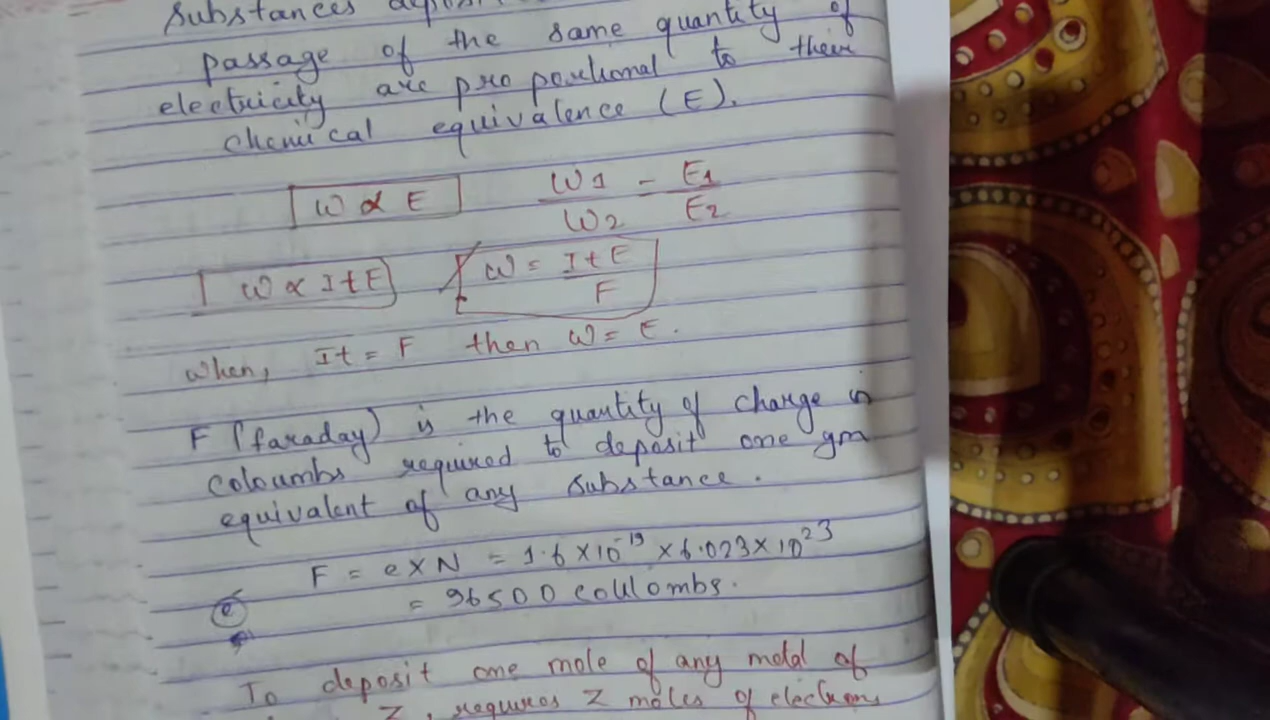 substances
passage of the same quantity of
electricity are proportional to their
chemical equivalence (E).
W ∝ E W1/W2 = E1/E2
W ∝ ItE W = ItE/F
When, It = F then W = E.
F (faraday) is the quantity of charge in
coloumbs required to deposit one gm
equivalent of any substance.
F = e×N = 1.6×10⁻¹⁹ × 6.023×10²³
= 96500 coulombs.
To deposit one mole of any metal of
Z, requires Z moles of electrons